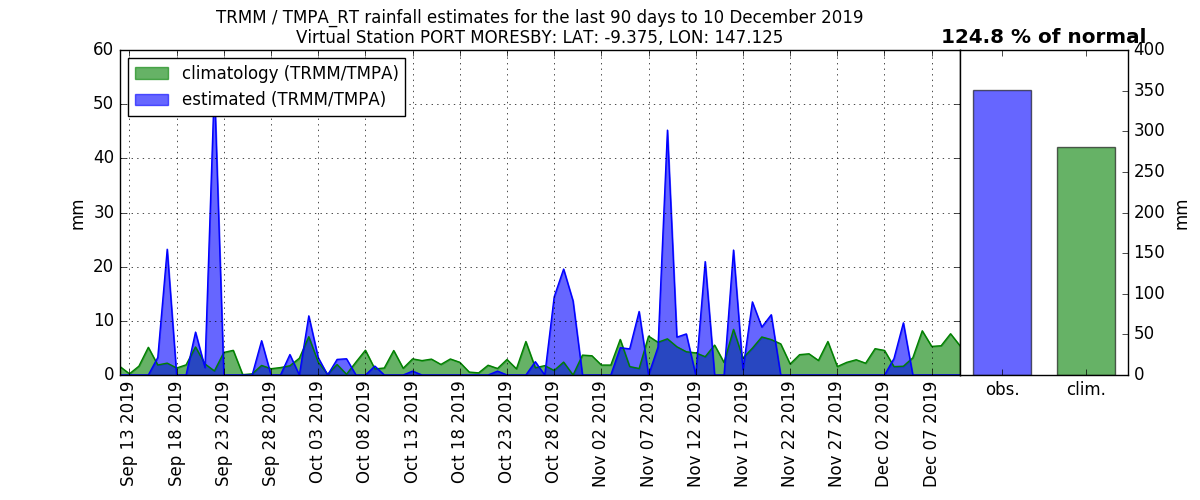 TRMM / TMPA_RT rainfall estimates for the last 90 days to 10 December 2019
Virtual Station PORT MORESBY: LAT: -9.375, LON: 147.125
124.8 % of normal
climatology (TRMM/TMPA)
estimated (TRMM/TMPA)
60
50
40
30
20
10
0
mm
Sep 13 2019
Sep 18 2019
Sep 23 2019
Sep 28 2019
Oct 03 2019
Oct 08 2019
Oct 13 2019
Oct 18 2019
Oct 23 2019
Oct 28 2019
Nov 02 2019
Nov 07 2019
Nov 12 2019
Nov 17 2019
Nov 22 2019
Nov 27 2019
Dec 02 2019
Dec 07 2019
obs.
clim.
400
350
300
250
200
150
100
50
0
mm